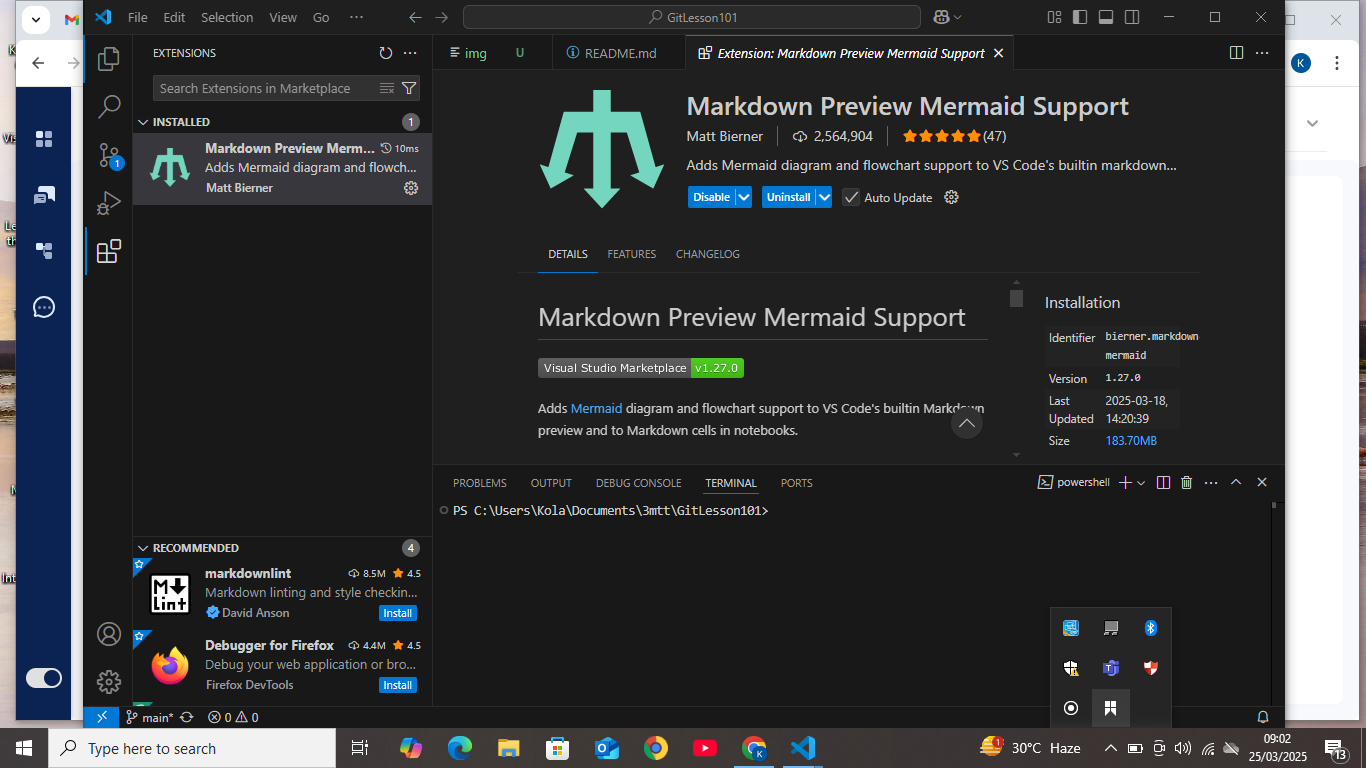 File Edit Selection View Go ...
GitLesson101
K
EXTENSIONS
Search Extensions in Marketplace
INSTALLED 1
Markdown Preview Merm... 10ms
Adds Mermaid diagram and flowch...
Matt Bierner
1
RECOMMENDED 4
markdownlint 8.5M 4.5
Markdown linting and style checkin...
David Anson Install
Debugger for Firefox 4.4M 4.5
Debug your web application or bro...
Firefox DevTools Install
img U
README.md
Extension: Markdown Preview Mermaid Support
Markdown Preview Mermaid Support
Matt Bierner 2,564,904 (47)
Adds Mermaid diagram and flowchart support to VS Code's builtin markdown...
Disable Uninstall Auto Update
DETAILS FEATURES CHANGELOG
Markdown Preview Mermaid Support
Visual Studio Marketplace v1.27.0
Adds Mermaid diagram and flowchart support to VS Code's builtin Markdown
preview and to Markdown cells in notebooks.
Installation
Identifier bierner.markdown
mermaid
Version 1.27.0
Last 2025-03-18,
Updated 14:20:39
Size 183.70MB
PROBLEMS OUTPUT DEBUG CONSOLE TERMINAL PORTS
powershell
PS C:\Users\Kola\Documents\3mtt\GitLesson101>
main* 0 0
Type here to search
1 30°C Haze
09:02
25/03/2025
13